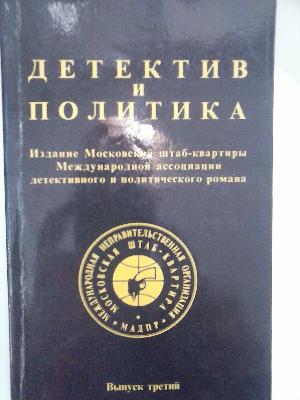 ДЕТЕКТИВ
и
ПОЛИТИКА
Издание Московской штаб-квартиры
Международной ассоциации
детективного и политического романа
МЕЖДУНАРОДНАЯ НЕПРАВИТЕЛЬСТВЕННАЯ ОРГАНИЗАЦИЯ
МОСКОВСКАЯ ШТАБ-КВАРТИРА
МАДПР
Выпуск третий